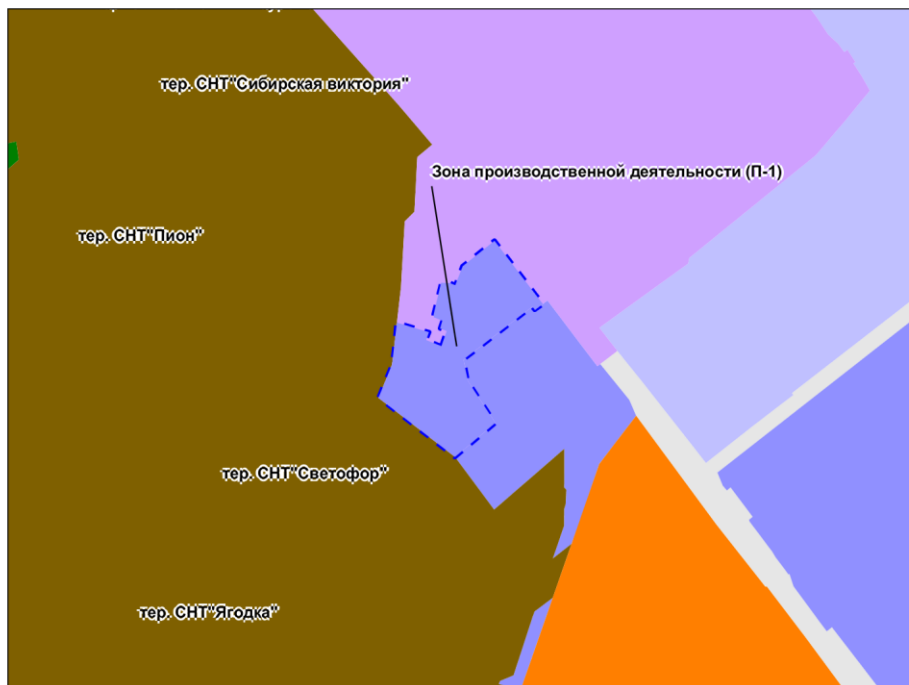 тер. СНТ"Сибирская виктория"
Зона производственной деятельности (П-1)
тер. СНТ"Пион"
тер. СНТ"Светофор"
тер. СНТ"Ягодка"